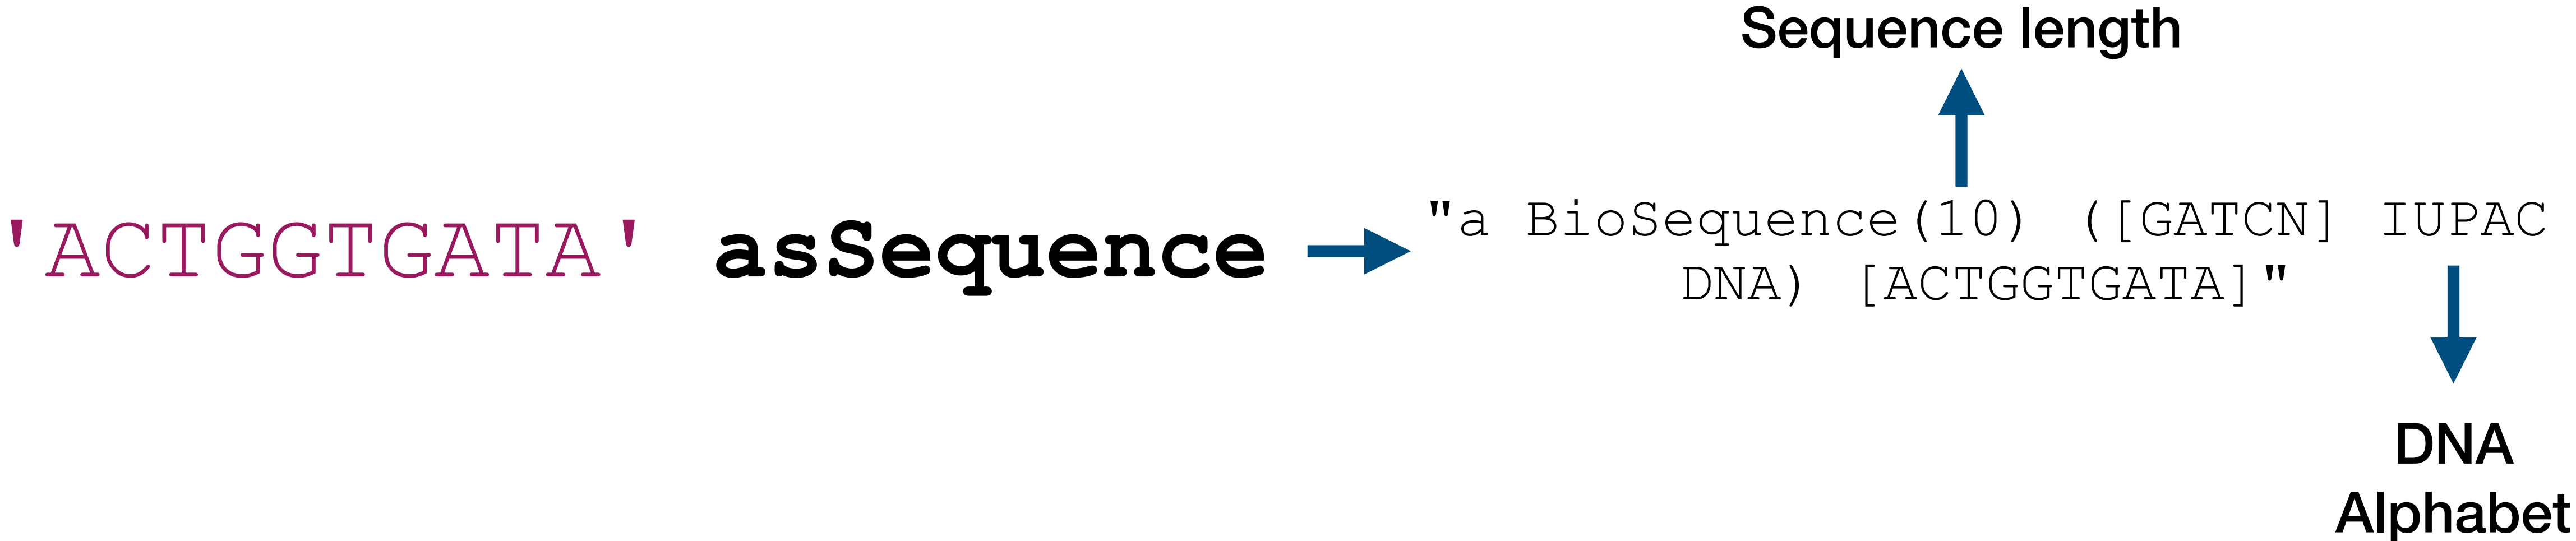 Sequence length
'ACTGGTGATA' asSequence
"a BioSequence(10) ([GATCN] IUPAC
DNA) [ACTGGTGATA]"
DNA
Alphabet